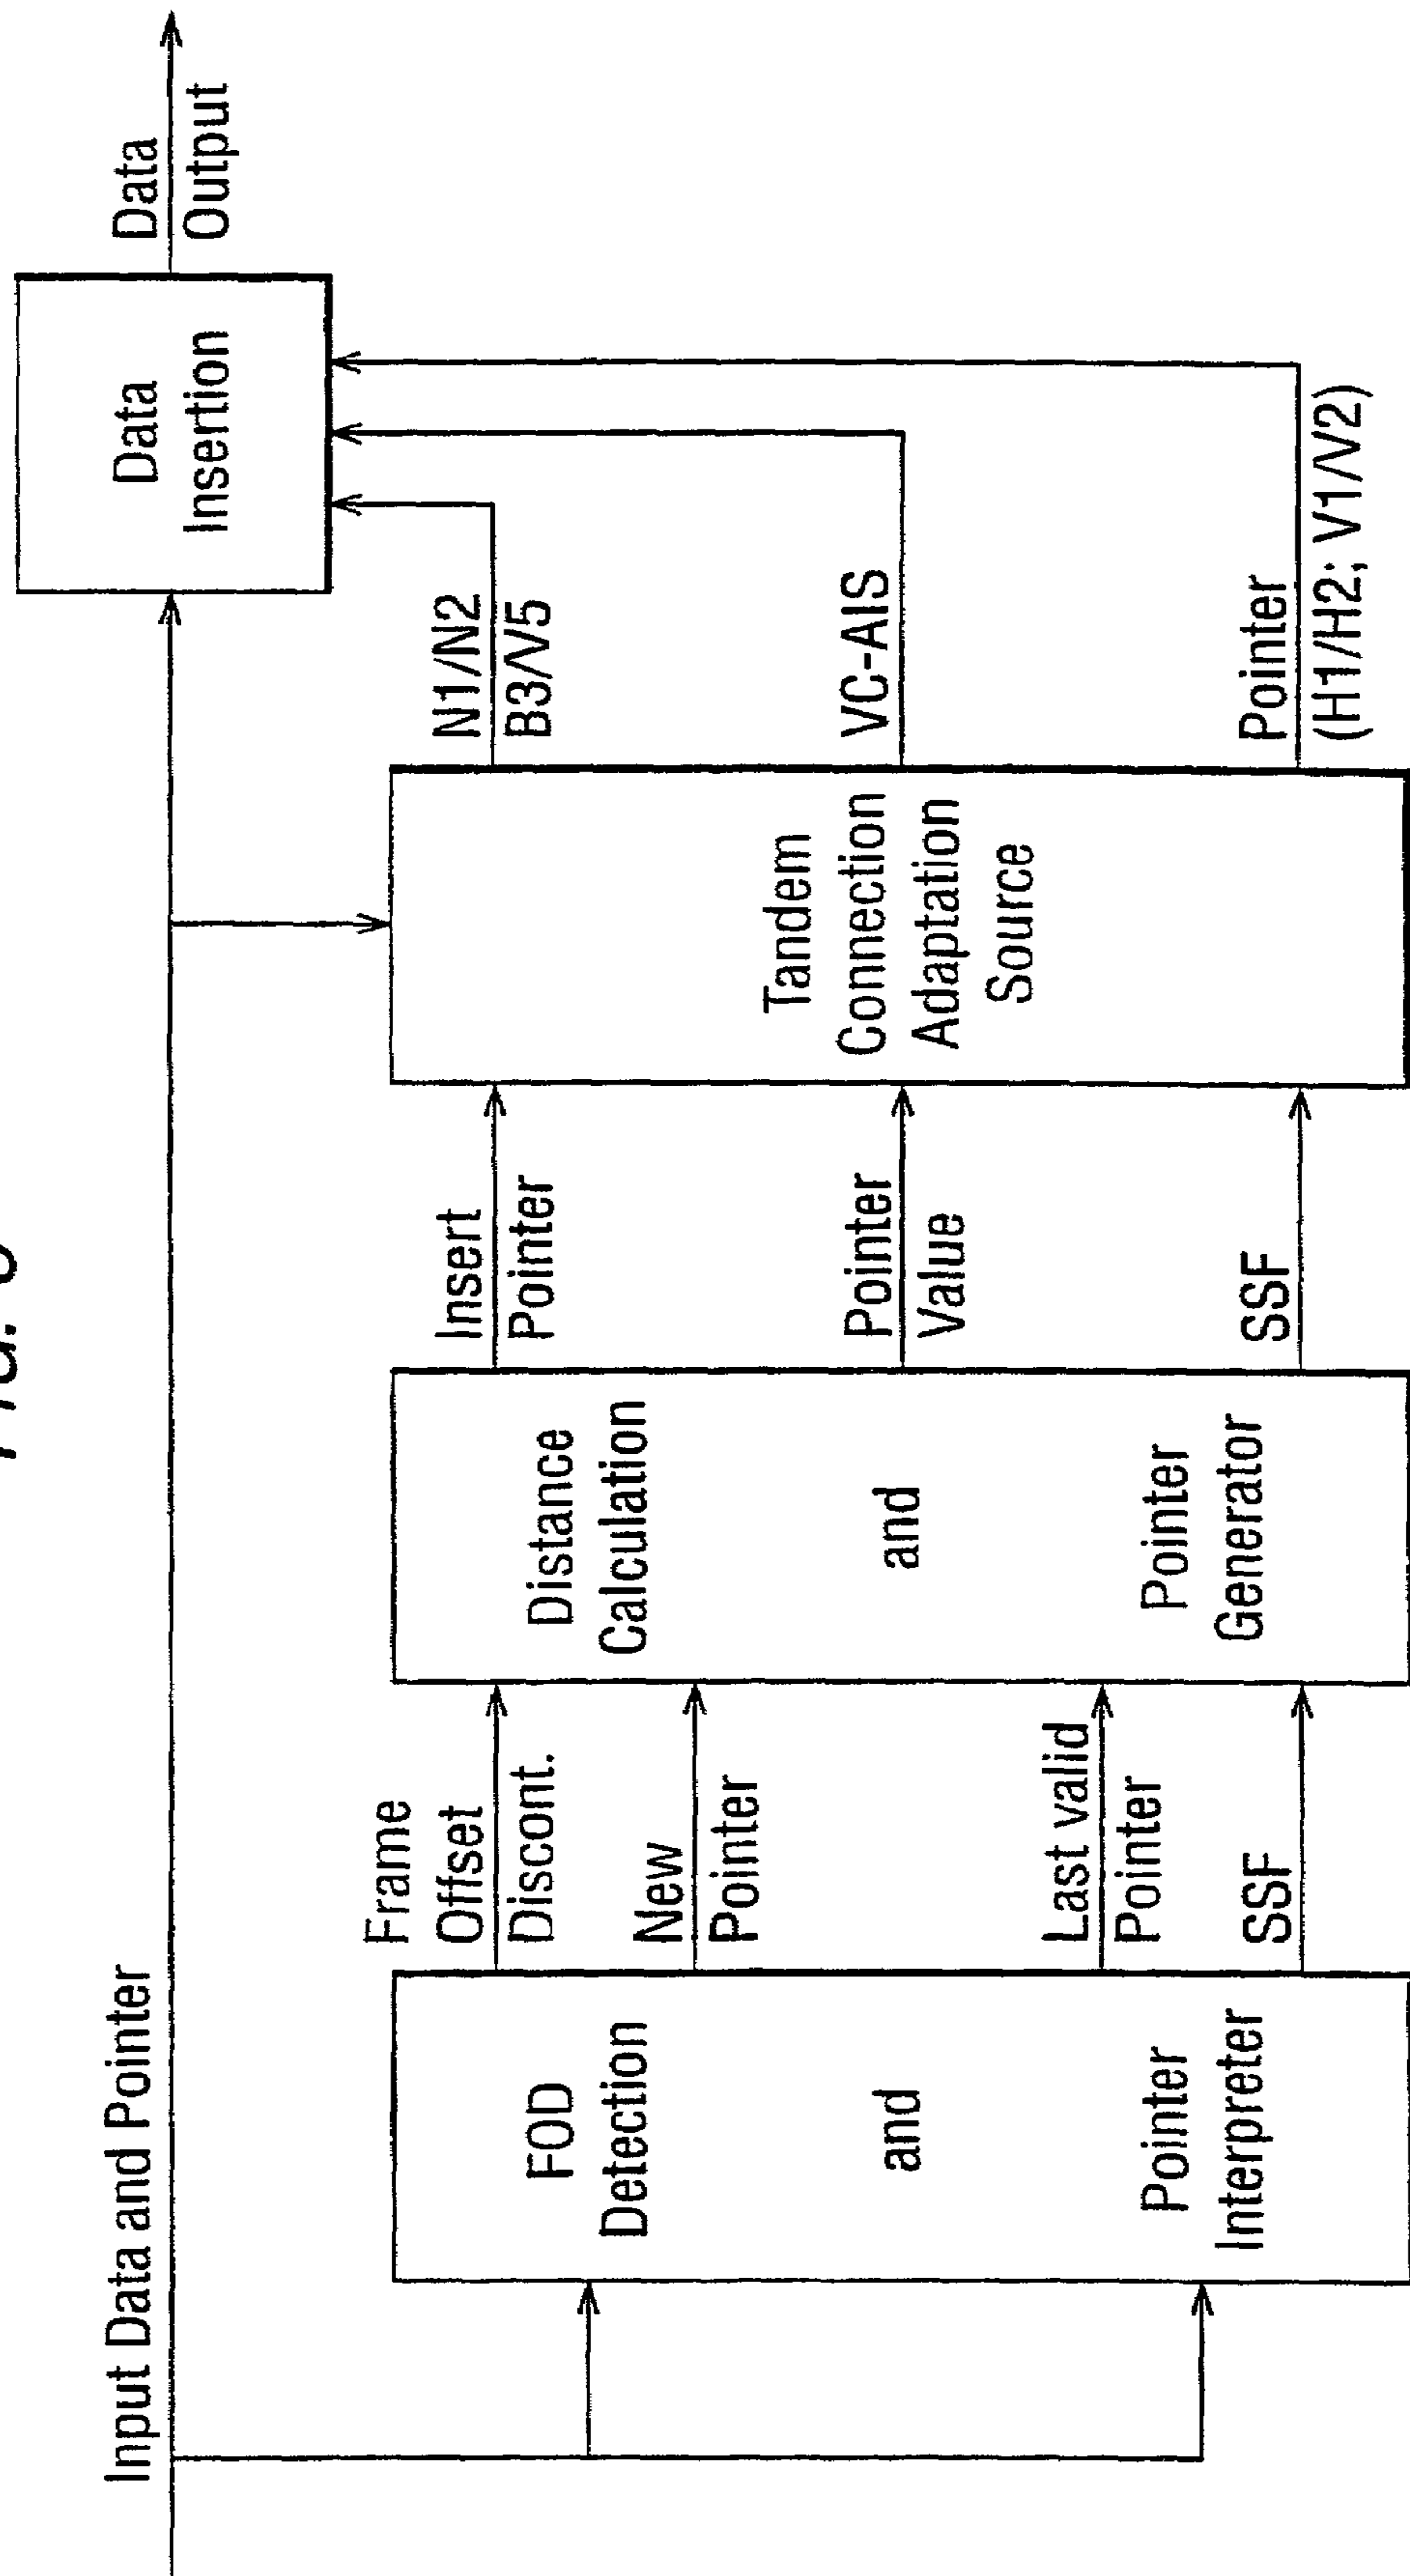 Input Data and Pointer
FOD
Detection
and
Pointer
Interpreter
Frame
Offset
Discont.
New
Pointer
Last valid
Pointer
SSF
Distance
Calculation
and
Pointer
Generator
Insert
Pointer
Pointer
Value
SSF
Tandem
Connection
Adaptation
Source
N1/N2
B3/V5
VC-AIS
Pointer
(H1/H2; V1/V2)
Data
Insertion
Data
Output